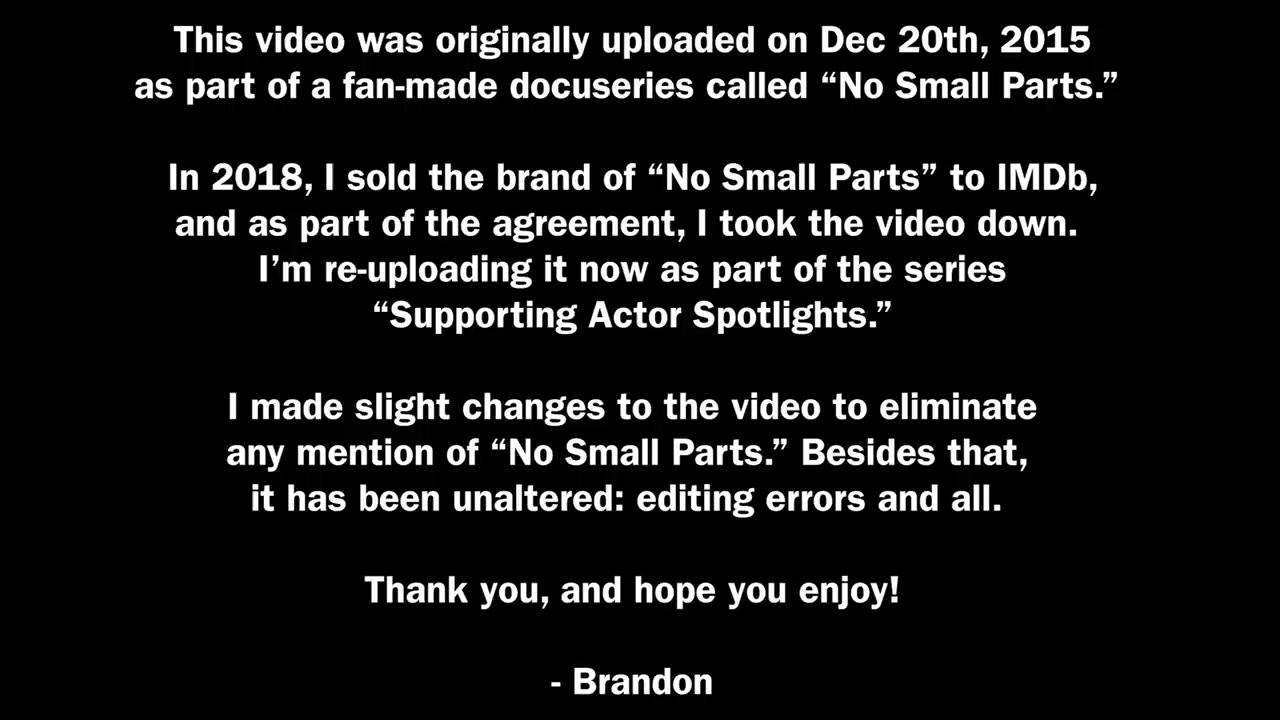 This video was originally uploaded on Dec 20th, 2015
as part of a fan-made docuseries called “No Small Parts.”
In 2018, I sold the brand of “No Small Parts” to IMDb,
and as part of the agreement, I took the video down.
I’m re-uploading it now as part of the series
“Supporting Actor Spotlights.”
I made slight changes to the video to eliminate
any mention of “No Small Parts.” Besides that,
it has been unaltered: editing errors and all.
Thank you, and hope you enjoy!
- Brandon